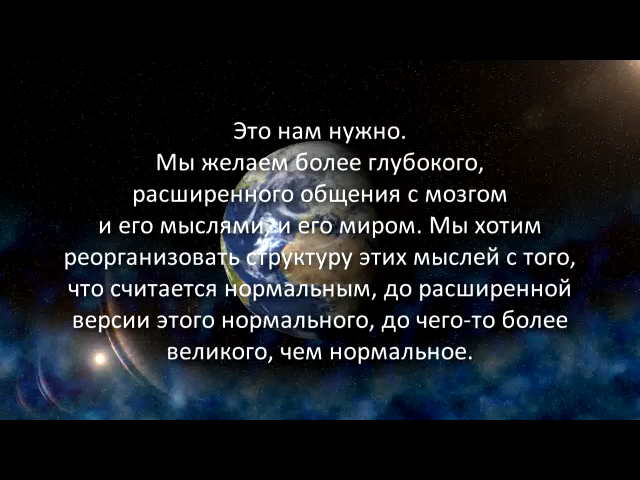 Это нам нужно.
Мы желаем более глубокого,
расширенного общения с мозгом
и его мыслями, и его миром. Мы хотим
реорганизовать структуру этих мыслей с того,
что считается нормальным, до расширенной
версии этого нормального, до чего-то более
великого, чем нормальное.